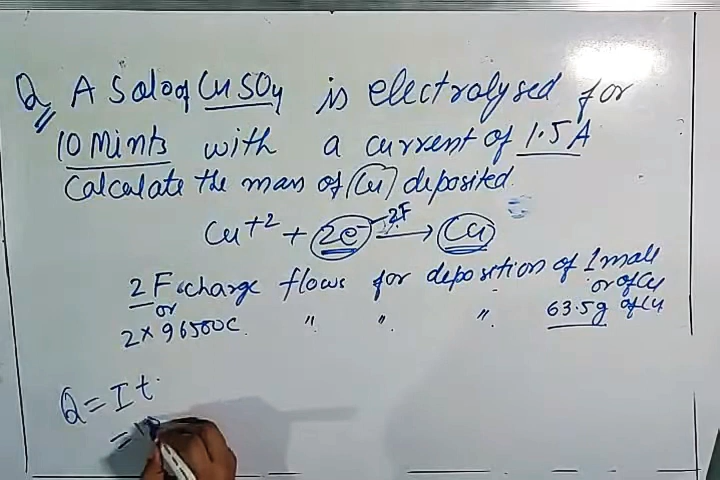 Q A Sol of CuSO4 is electrolysed for
10 Mints with a current of 1.5A
Calculate the mass of (Cu) deposited.
Cu+2 + 2e- 2F → Cu
2F charge flows for deposition of 1 mole of Cu
or or
2×96500C. " " " 63.5g of Cu
Q = It
=